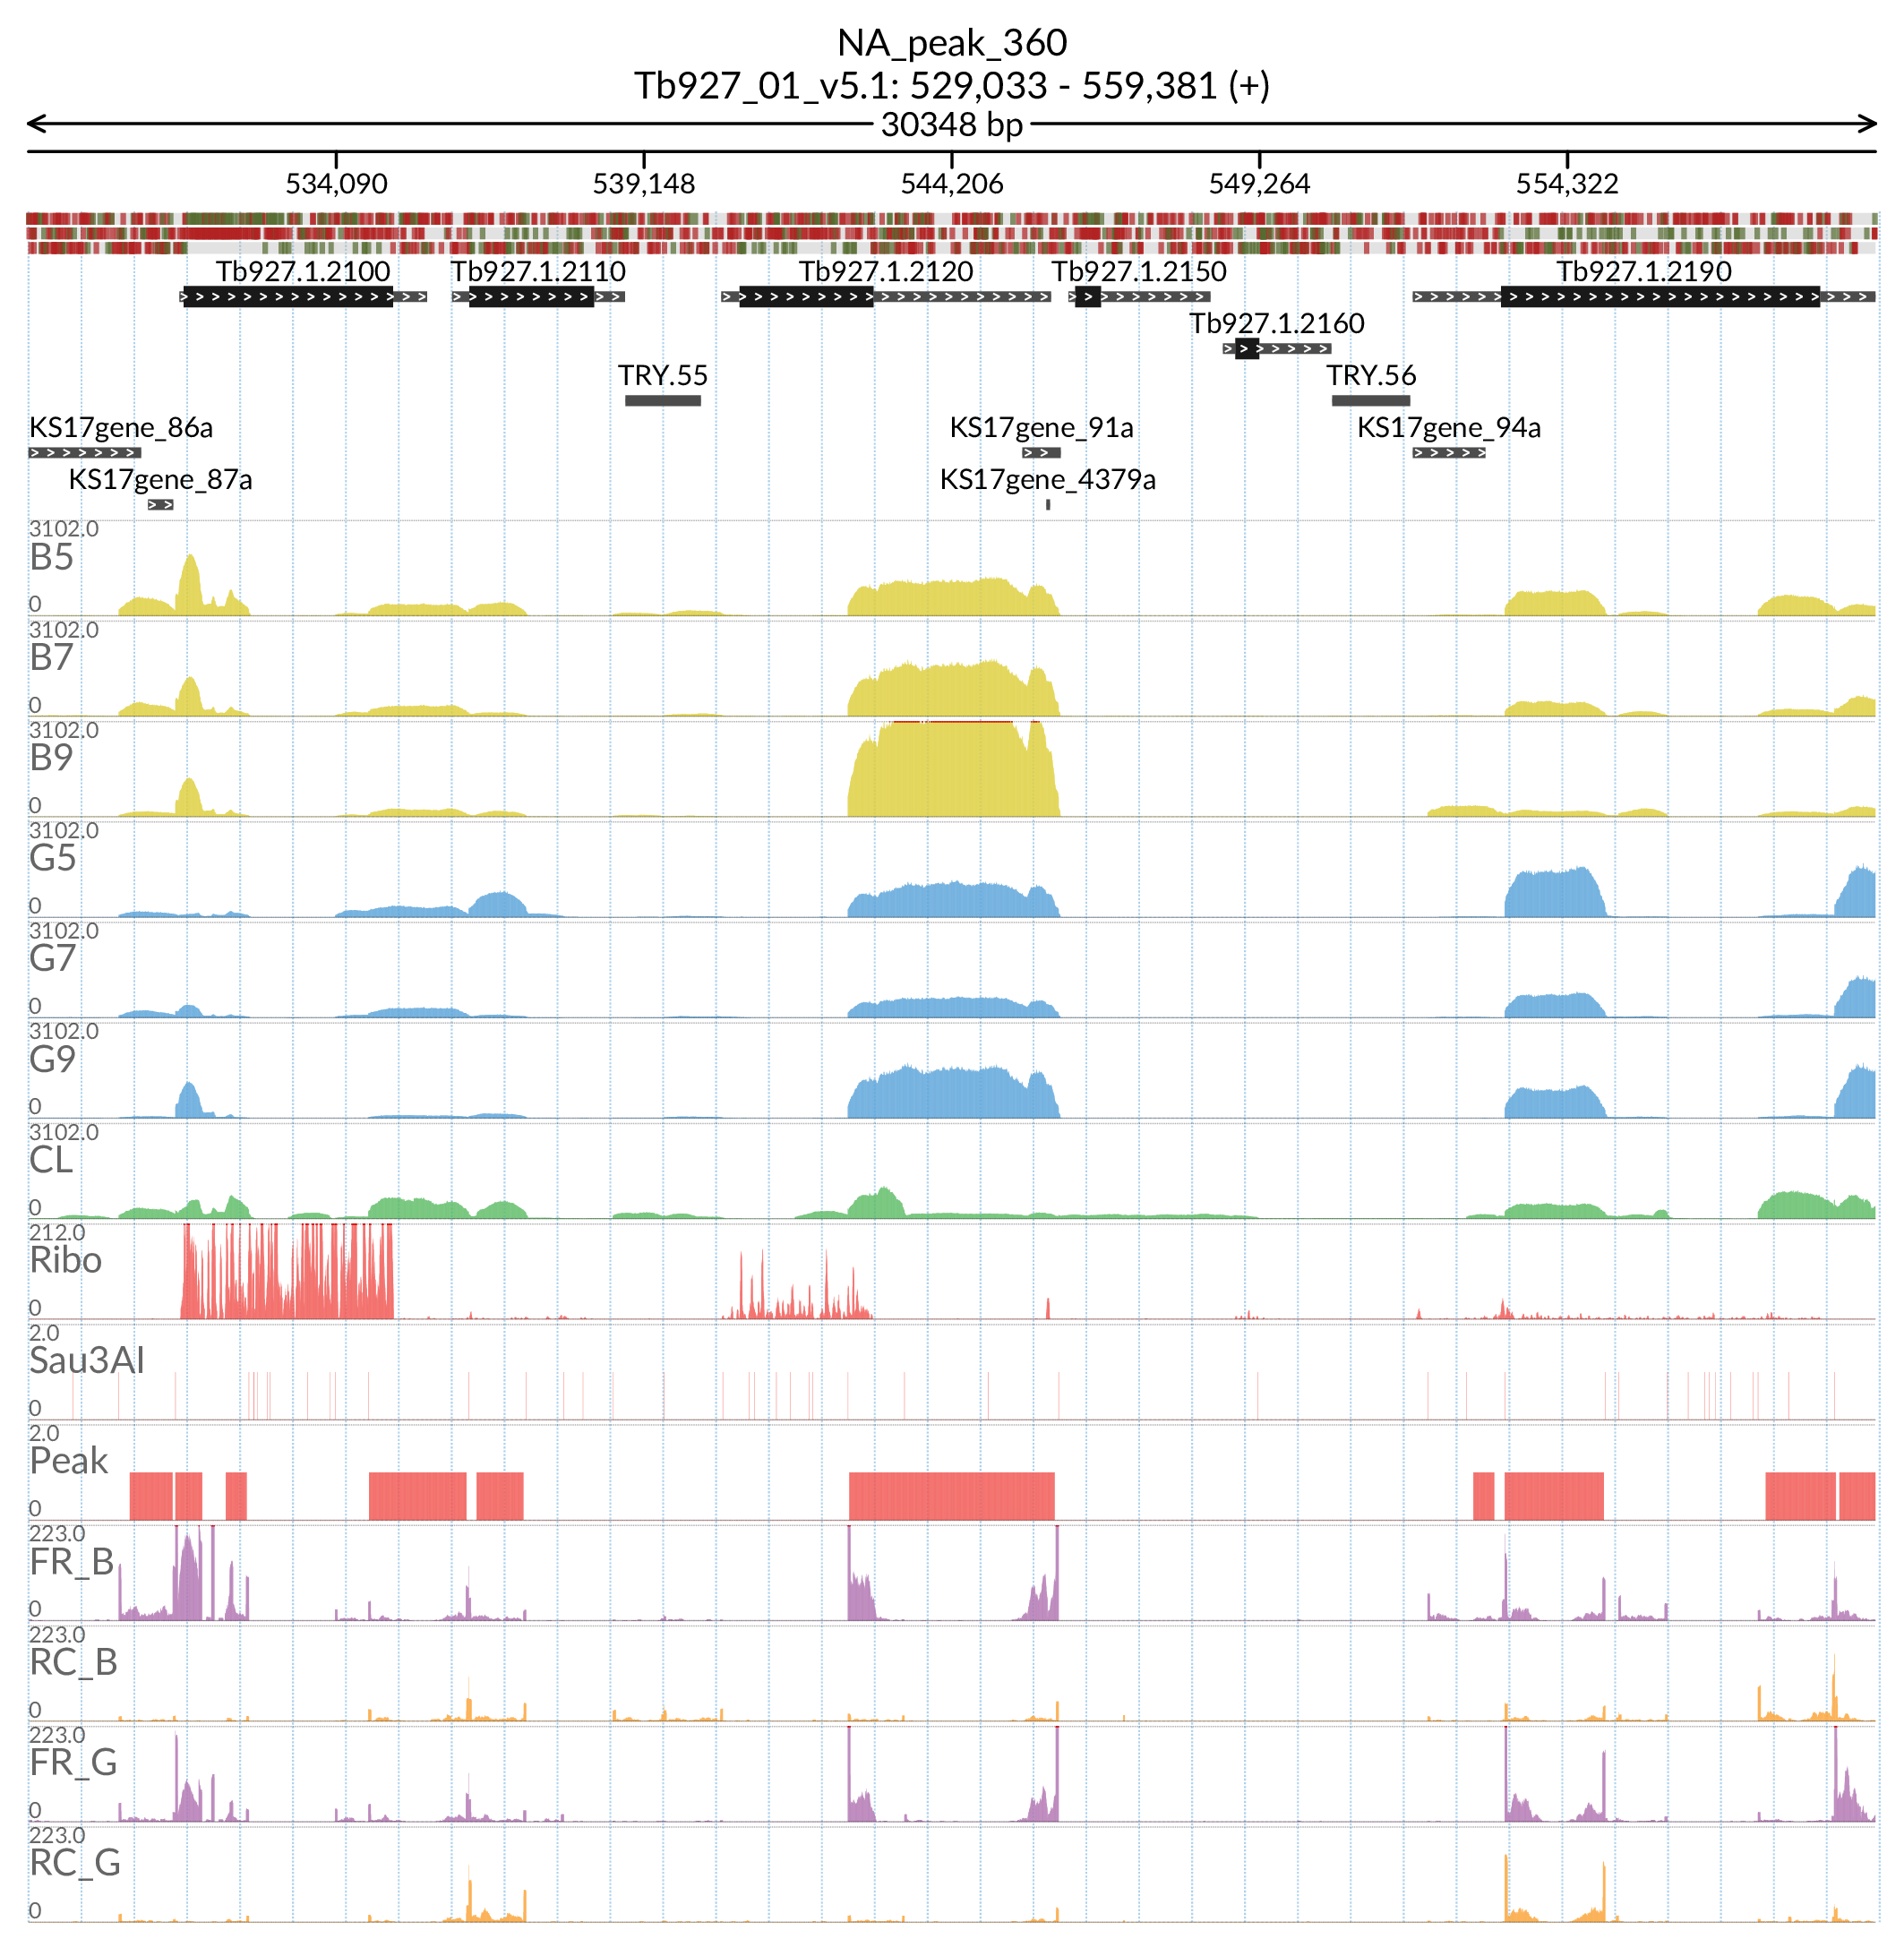 NA_peak_360
Tb927_01_v5.1: 529,033 - 559,381 (+)
30348 bp
534,090 539,148 544,206 549,264 554,322
Tb927.1.2100 Tb927.1.2110 Tb927.1.2120 Tb927.1.2150 Tb927.1.2190
Tb927.1.2160
TRY.55 TRY.56
KS17gene_86a KS17gene_91a KS17gene_94a
KS17gene_87a KS17gene_4379a
3102.0
B5
0
3102.0
B7
0
3102.0
B9
0
3102.0
G5
0
3102.0
G7
0
3102.0
G9
0
3102.0
CL
0
212.0
Ribo
0
2.0
Sau3AI
0
2.0
Peak
0
223.0
FR_B
0
223.0
RC_B
0
223.0
FR_G
0
223.0
RC_G
0